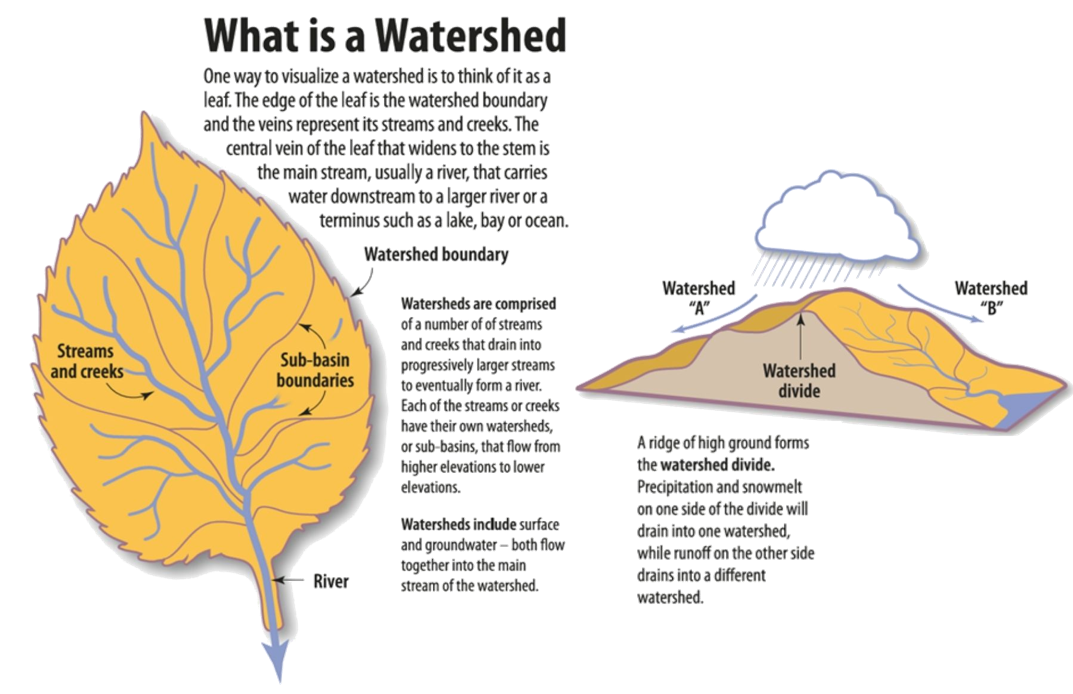 What is a Watershed
One way to visualize a watershed is to think of it as a
leaf. The edge of the leaf is the watershed boundary
and the veins represent its streams and creeks. The
central vein of the leaf that widens to the stem is
the main stream, usually a river, that carries
water downstream to a larger river or a
terminus such as a lake, bay or ocean.
Watershed boundary
Streams
and creeks
Sub-basin
boundaries
River
Watersheds are comprised
of a number of of streams
and creeks that drain into
progressively larger streams
to eventually form a river.
Each of the streams or creeks
have their own watersheds,
or sub-basins, that flow from
higher elevations to lower
elevations.
Watersheds include surface
and groundwater – both flow
together into the main
stream of the watershed.
Watershed
"A"
Watershed
"B"
Watershed
divide
A ridge of high ground forms
the watershed divide.
Precipitation and snowmelt
on one side of the divide will
drain into one watershed,
while runoff on the other side
drains into a different
watershed.